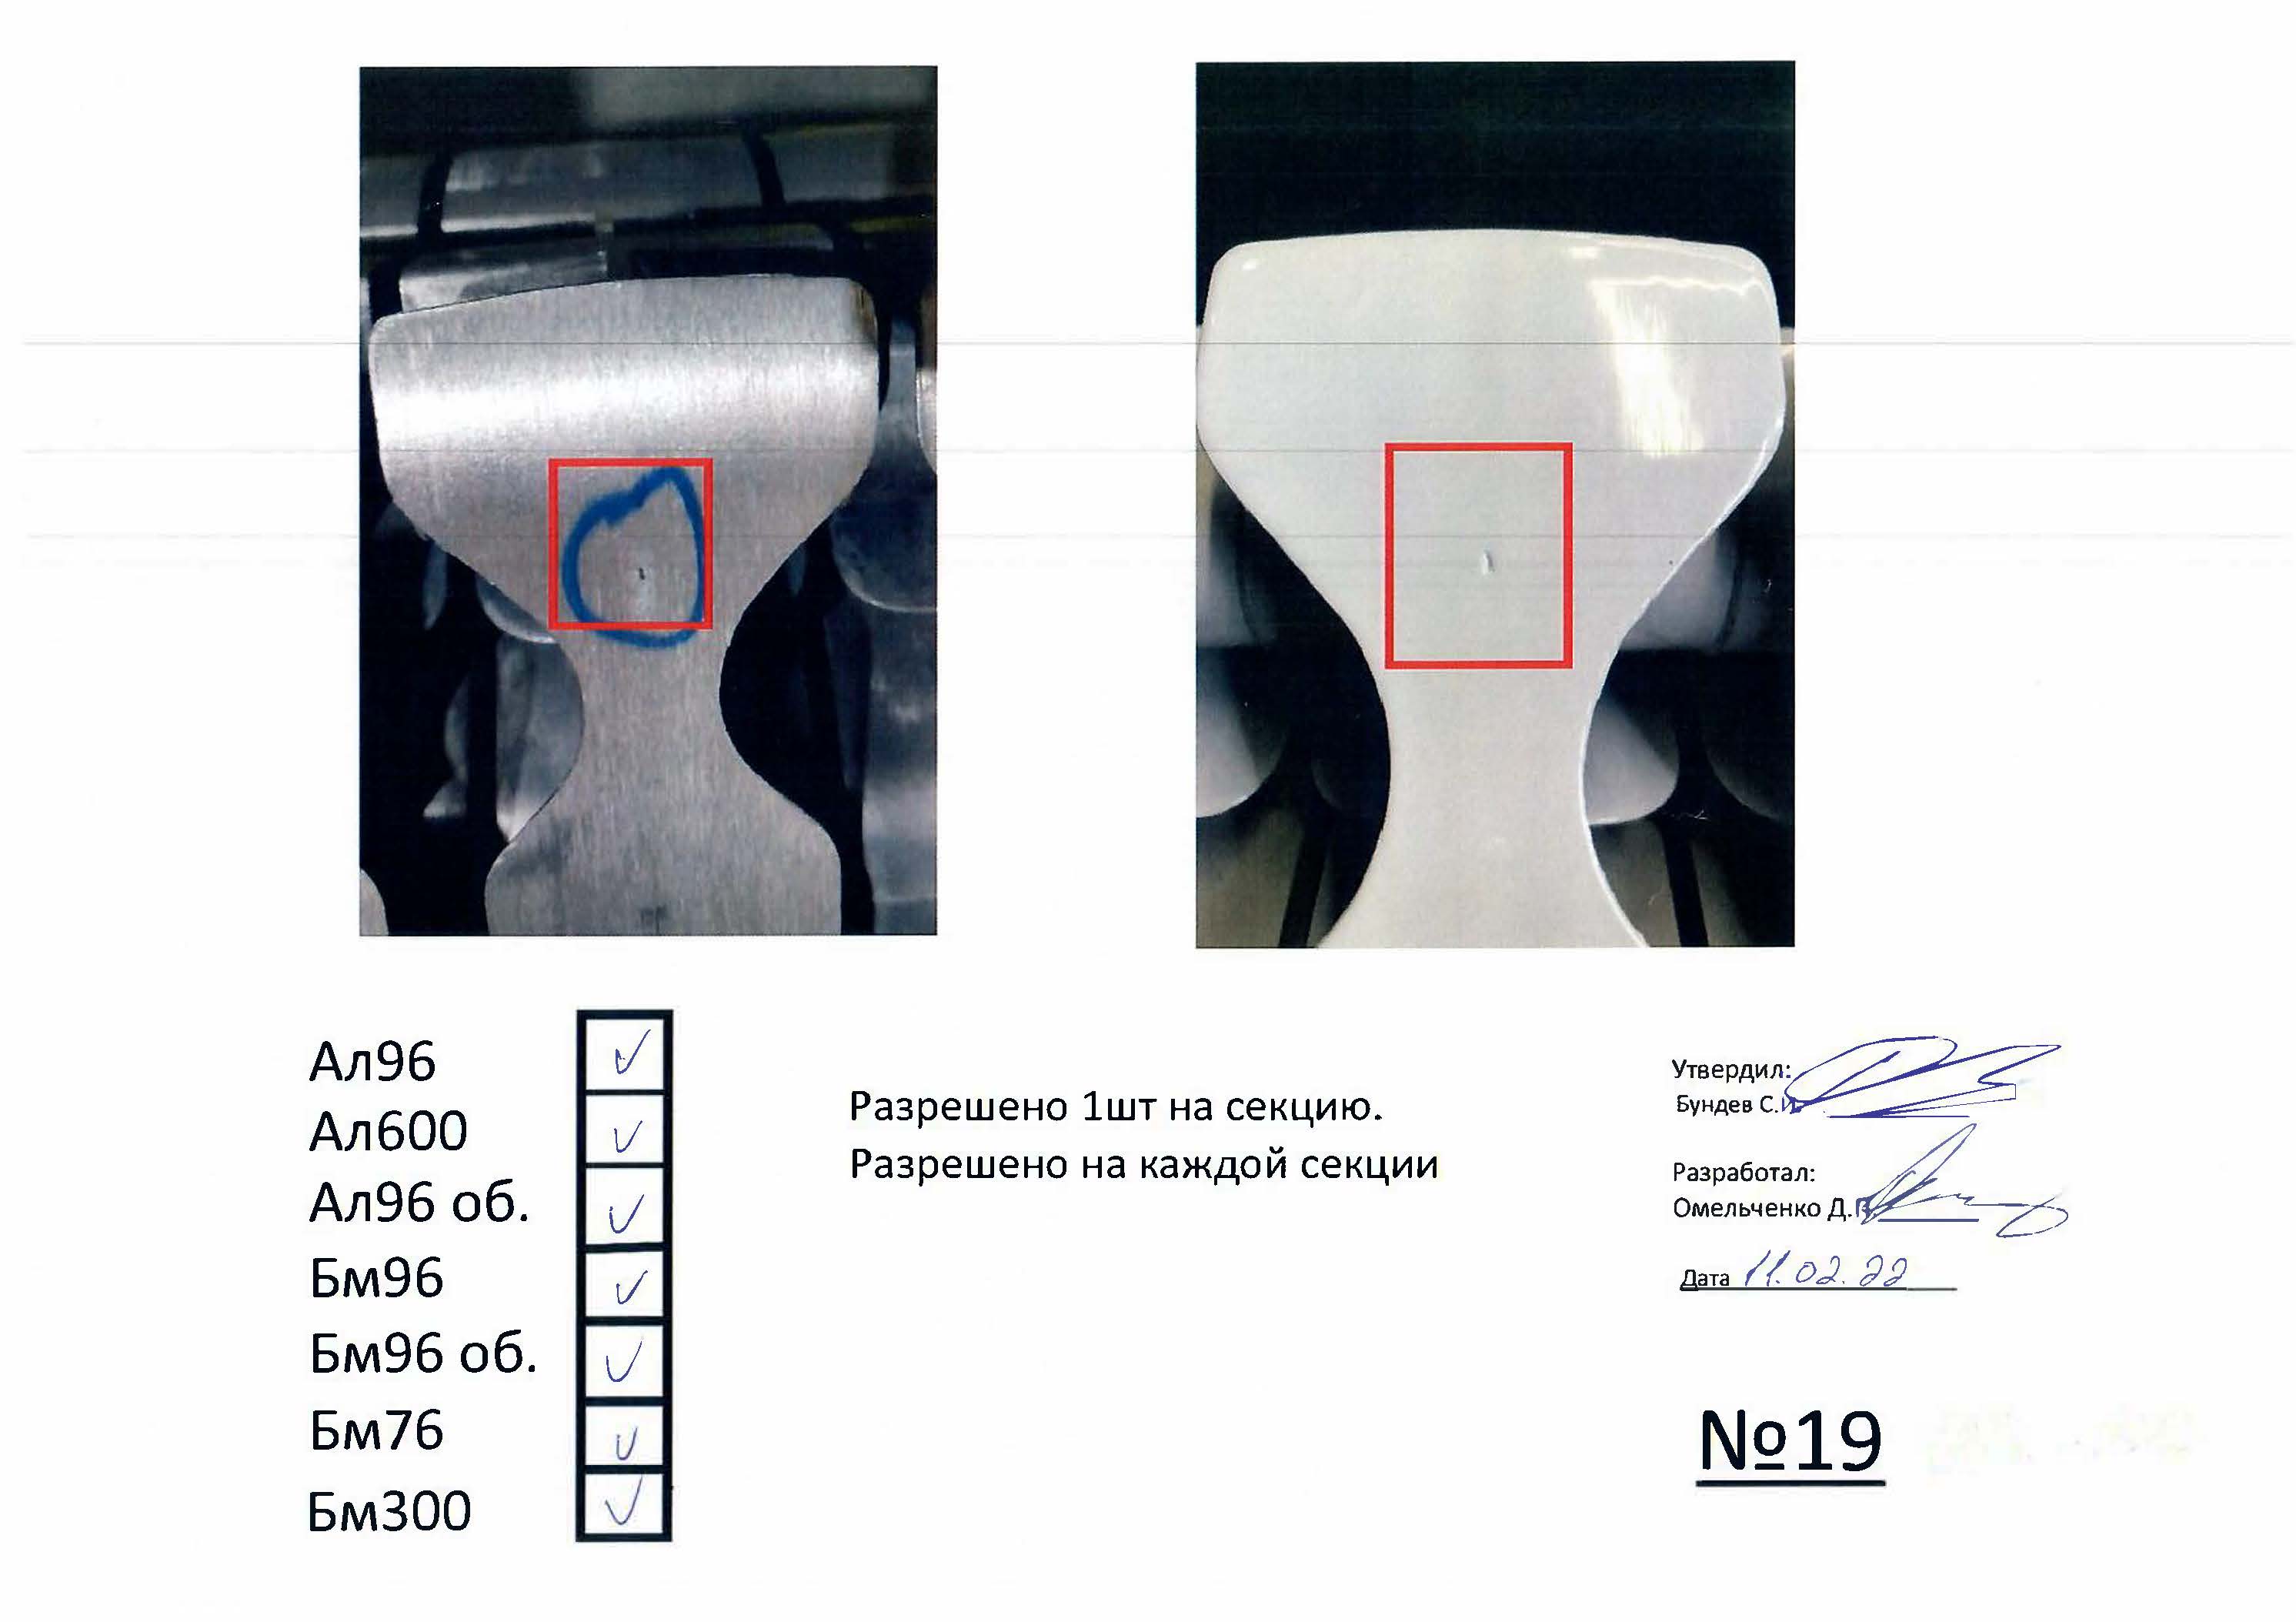 Ал96
Ал600
Ал96 об.
Бм96
Бм96 об.
Бм76
Бм300
Разрешено 1шт на секцию.
Разрешено на каждой секции
Утвердил:
Бундев С.И.
Разработал:
Омельченко Д.
Дата 11.02.22
№19